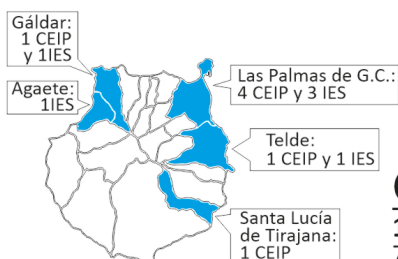 Gáldar:
1 CEIP
y 1IES
Agaete:
1IES
Las Palmas de G.C.:
4 CEIP y 3 IES
Telde:
1 CEIP y 1 IES
Santa Lucía
de Tirajana:
1 CEIP